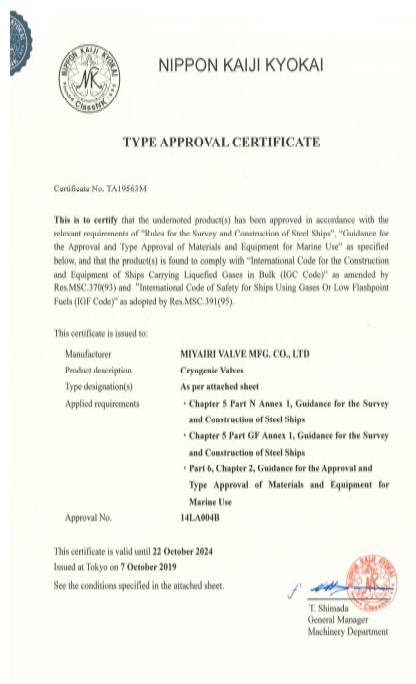 NIPPON KAIJI KYOKAI
NIPPON KAIJI KYOKAI
NK
ClassNK
TYPE APPROVAL CERTIFICATE
Certificate No. TA19563M
This is to certify that the undernoted product(s) has been approved in accordance with the
relevant requirements of "Rules for the Survey and Construction of Steel Ships", "Guidance for
the Approval and Type Approval of Materials and Equipment for Marine Use" as specified
below, and that the product(s) is found to comply with "International Code for the Construction
and Equipment of Ships Carrying Liquefied Gases in Bulk (IGC Code)" as amended by
Res.MSC.370(93) and "International Code of Safety for Ships Using Gases Or Low Flashpoint
Fuels (IGF Code)" as adopted by Res.MSC.391(95).
This certificate is issued to:
Manufacturer MIYAIRI VALVE MFG. CO., LTD
Product description Cryogenic Valves
Type designation(s) As per attached sheet
Applied requirements ・Chapter 5 Part N Annex 1, Guidance for the Survey
and Construction of Steel Ships
・Chapter 5 Part GF Annex 1, Guidance for the Survey
and Construction of Steel Ships
・Part 6, Chapter 2, Guidance for the Approval and
Type Approval of Materials and Equipment for
Marine Use
Approval No. 14LA004B
This certificate is valid until 22 October 2024
Issued at Tokyo on 7 October 2019
See the conditions specified in the attached sheet.
T. Shimada
General Manager
Machinery Department